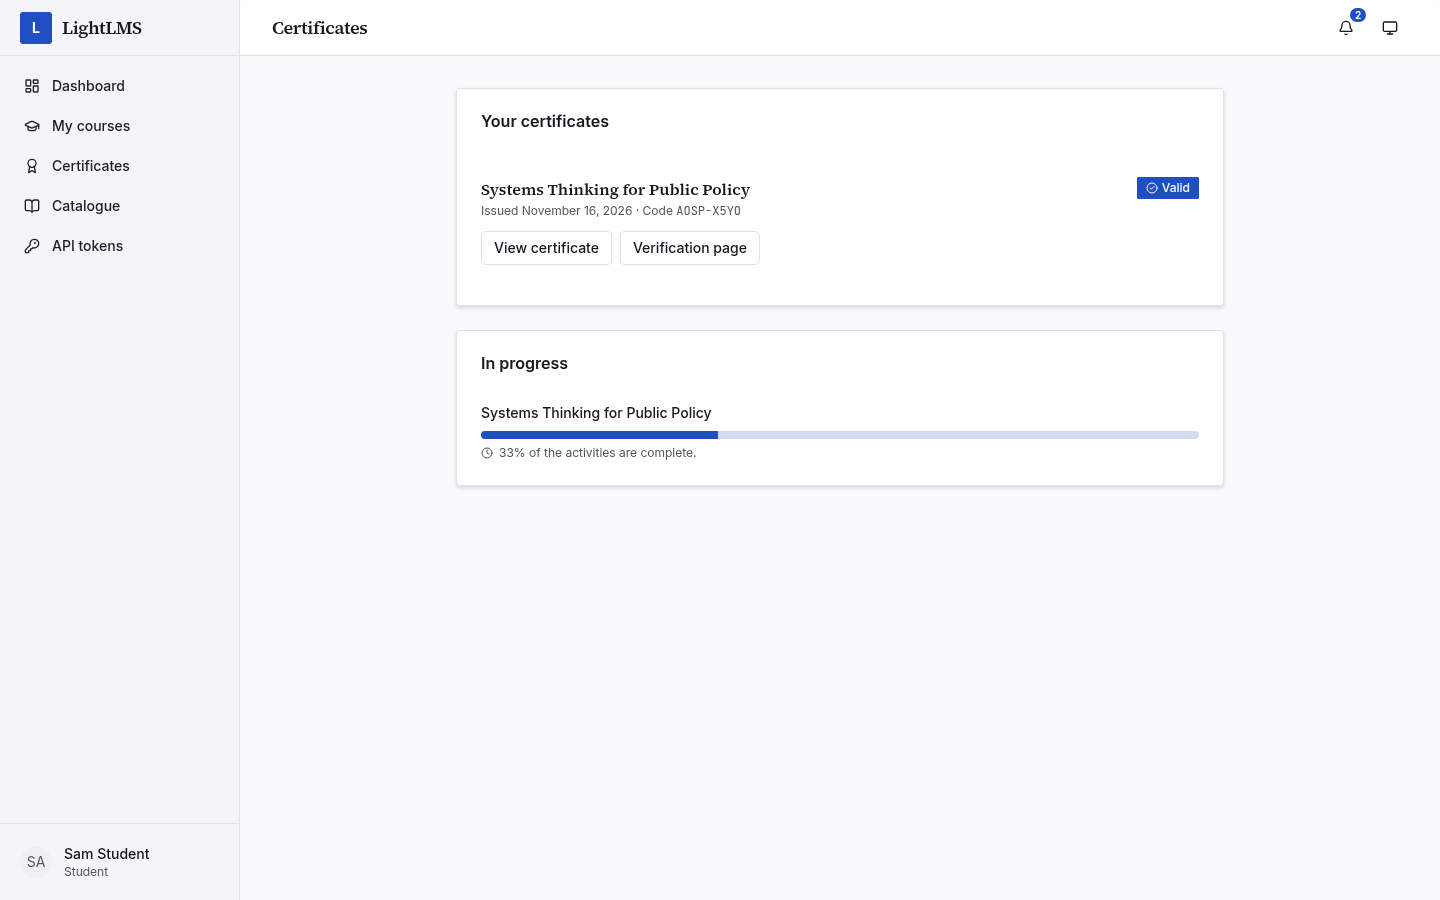 L
LightLMS
Certificates
2
Dashboard
My courses
Certificates
Catalogue
API tokens
Your certificates
Systems Thinking for Public Policy
Valid
Issued November 16, 2026 · Code A0SP-X5YO
View certificate
Verification page
In progress
Systems Thinking for Public Policy
33% of the activities are complete.
SA
Sam Student
Student